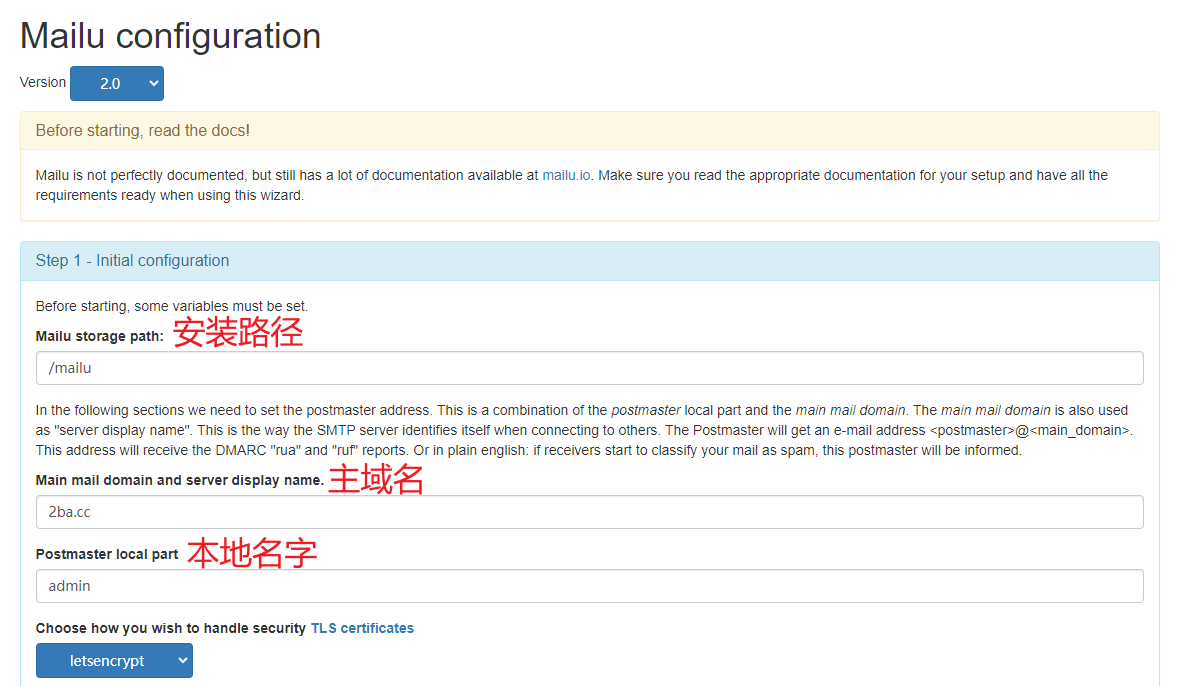 Mailu configuration
Version 2.0
Before starting, read the docs!
Mailu is not perfectly documented, but still has a lot of documentation available at mailu.io. Make sure you read the appropriate documentation for your setup and have all the
requirements ready when using this wizard.
Step 1 - Initial configuration
Before starting, some variables must be set.
Mailu storage path: 安装路径
/mailu
In the following sections we need to set the postmaster address. This is a combination of the postmaster local part and the main mail domain. The main mail domain is also used
as "server display name". This is the way the SMTP server identifies itself when connecting to others. The Postmaster will get an e-mail address <postmaster>@<main_domain>.
This address will receive the DMARC "rua" and "ruf" reports. Or in plain english: if receivers start to classify your mail as spam, this postmaster will be informed.
Main mail domain and server display name. 主域名
2ba.cc
Postmaster local part 本地名字
admin
Choose how you wish to handle security TLS certificates
letsencrypt